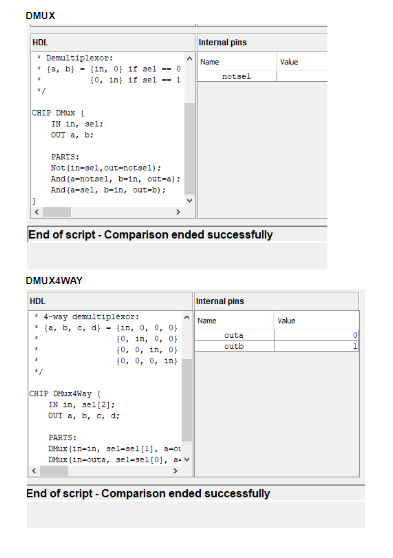 DMUX
HDL
Internal pins
* Demultiplexor:
* {a, b} = {in, 0} if sel == 0
*          {0, in} if sel == 1
*/
Name
Value
notsel
CHIP DMux {
IN in, sel;
OUT a, b;
PARTS:
Not(in=sel,out=notsel);
And(a=notsel, b=in, out=a);
And(a=sel, b=in, out=b);
}
End of script - Comparison ended successfully
DMUX4WAY
HDL
Internal pins
* 4-way demultiplexor:
* {a, b, c, d} = {in, 0, 0, 0}
*                {0, in, 0, 0}
*                {0, 0, in, 0}
*                {0, 0, 0, in}
*/
Name
Value
outa 0
outb 1
CHIP DMux4Way {
IN in, sel[2];
OUT a, b, c, d;
PARTS:
DMux(in=in, sel=sel[1], a=ou
DMux(in=outa, sel=sel[0], a=
End of script - Comparison ended successfully